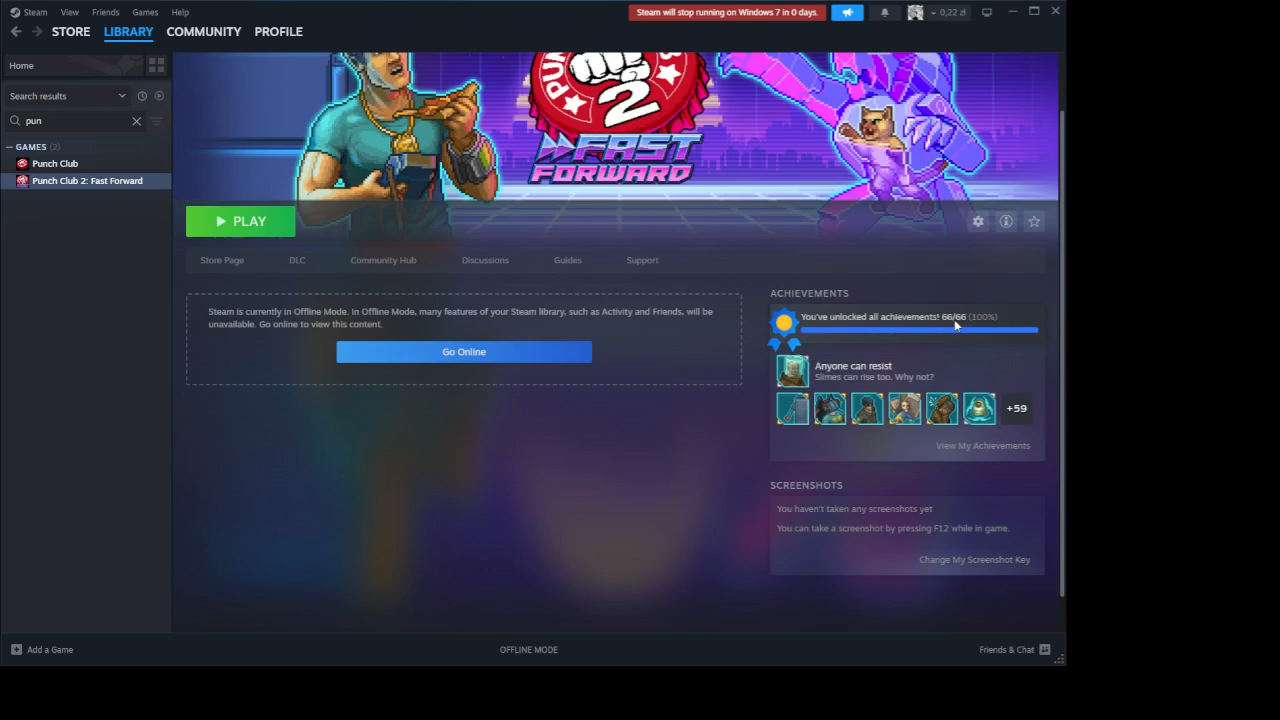 Steam View Friends Games Help
Steam will stop running on Windows 7 in 0 days.
0,22 zł
STORE LIBRARY COMMUNITY PROFILE
Home
Search results
pun
GAMES (2)
Punch Club
Punch Club 2: Fast Forward
PUN
2
FAST
FORWARD
PLAY
Store Page DLC Community Hub Discussions Guides Support
Steam is currently in Offline Mode. In Offline Mode, many features of your Steam library, such as Activity and Friends, will be
unavailable. Go online to view this content.
Go Online
ACHIEVEMENTS
You've unlocked all achievements! 66/66 (100%)
Anyone can resist
Slimes can rise too. Why not?
+59
View My Achievements
SCREENSHOTS
You haven't taken any screenshots yet
You can take a screenshot by pressing F12 while in game.
Change My Screenshot Key
Add a Game
OFFLINE MODE
Friends & Chat